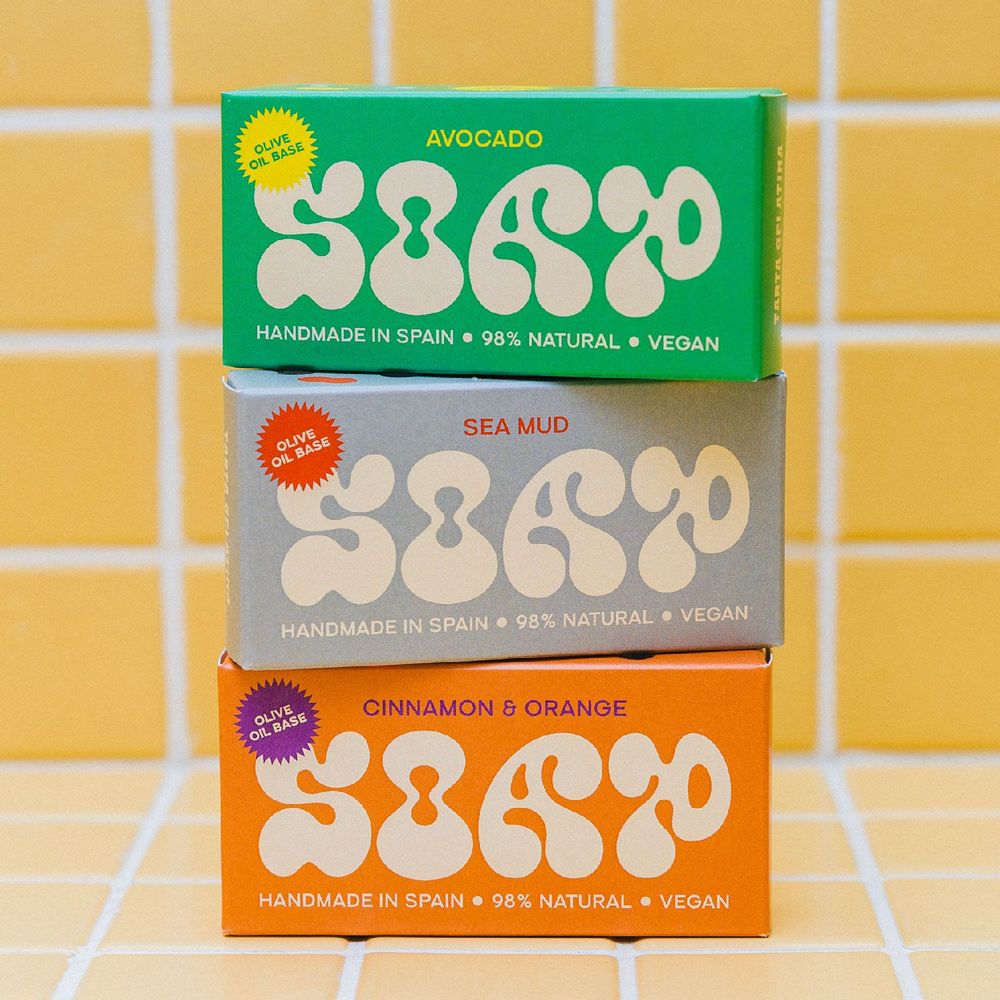 OLIVE
OIL BASE
AVOCADO
SOAP
HANDMADE IN SPAIN • 98% NATURAL • VEGAN
TARTA GELATINA
OLIVE
OIL BASE
SEA MUD
SOAP
HANDMADE IN SPAIN • 98% NATURAL • VEGAN
OLIVE
OIL BASE
CINNAMON & ORANGE
SOAP
HANDMADE IN SPAIN • 98% NATURAL • VEGAN